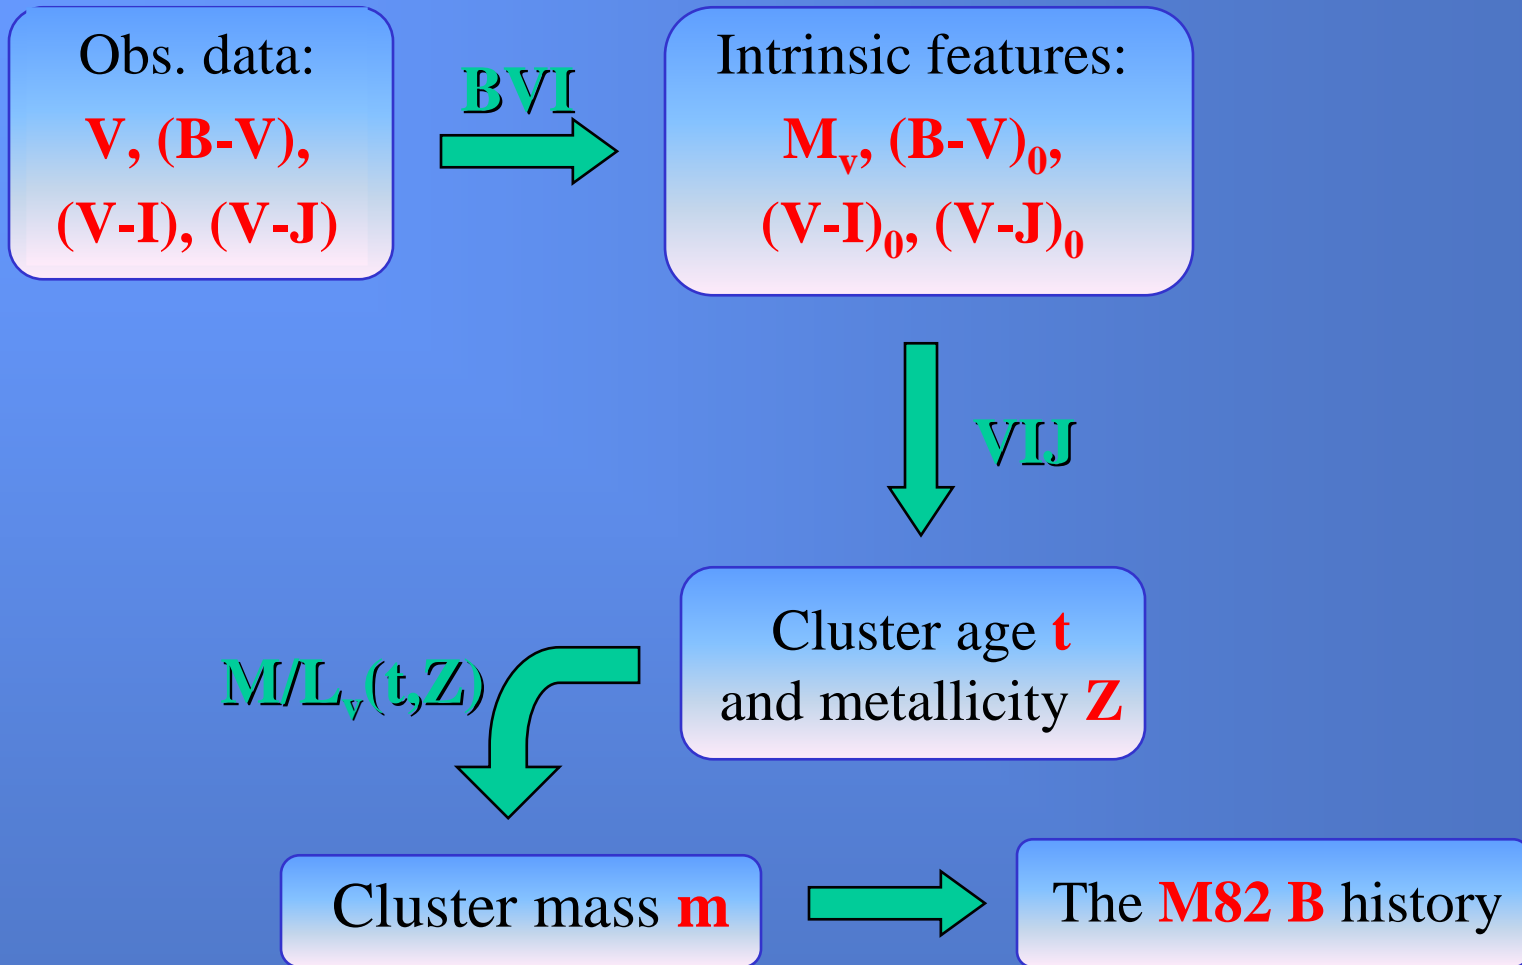 Obs. data:
V, (B-V),
(V-I), (V-J)
BVI
Intrinsic features:
Mᵥ, (B-V)₀,
(V-I)₀, (V-J)₀
VIJ
Cluster age t
and metallicity Z
M/Lᵥ(t,Z)
Cluster mass m
The M82 B history